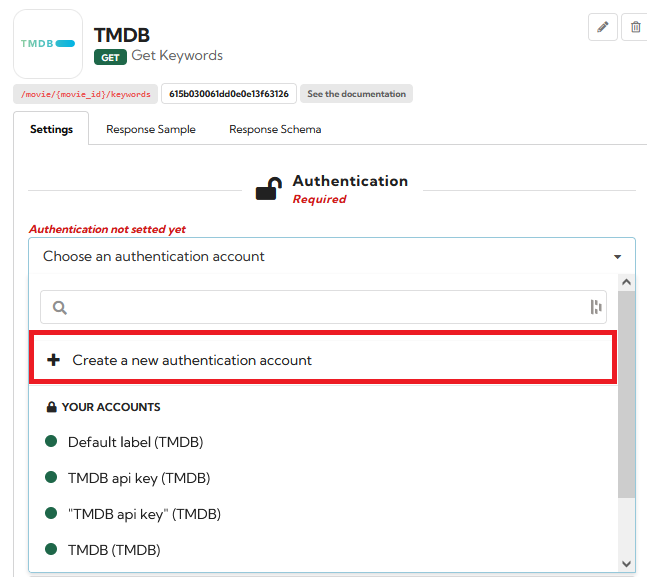 TMDB
TMDB
GET Get Keywords
/movie/{movie_id}/keywords 615b030061dd0e0e13f63126 See the documentation
Settings Response Sample Response Schema
Authentication
Required
Authentication not setted yet
Choose an authentication account
Create a new authentication account
YOUR ACCOUNTS
Default label (TMDB)
TMDB api key (TMDB)
"TMDB api key" (TMDB)
TMDB (TMDB)